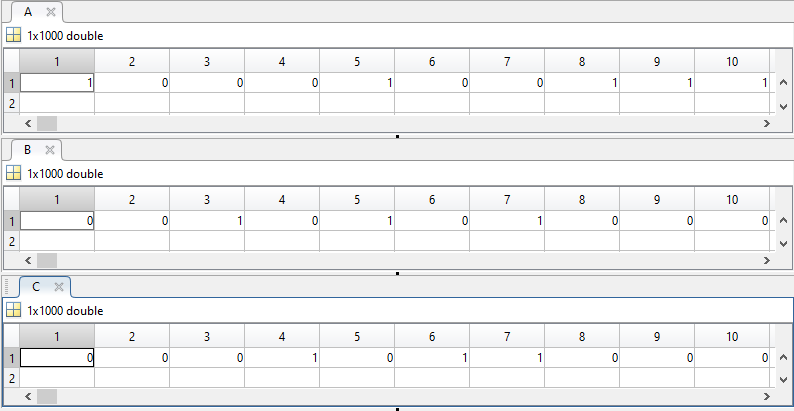 A
1x1000 double
1 2 3 4 5 6 7 8 9 10
1 1 0 0 0 1 0 0 1 1 1
2
B
1x1000 double
1 2 3 4 5 6 7 8 9 10
1 0 0 1 0 1 0 1 0 0 0
2
C
1x1000 double
1 2 3 4 5 6 7 8 9 10
1 0 0 0 1 0 1 1 0 0 0
2